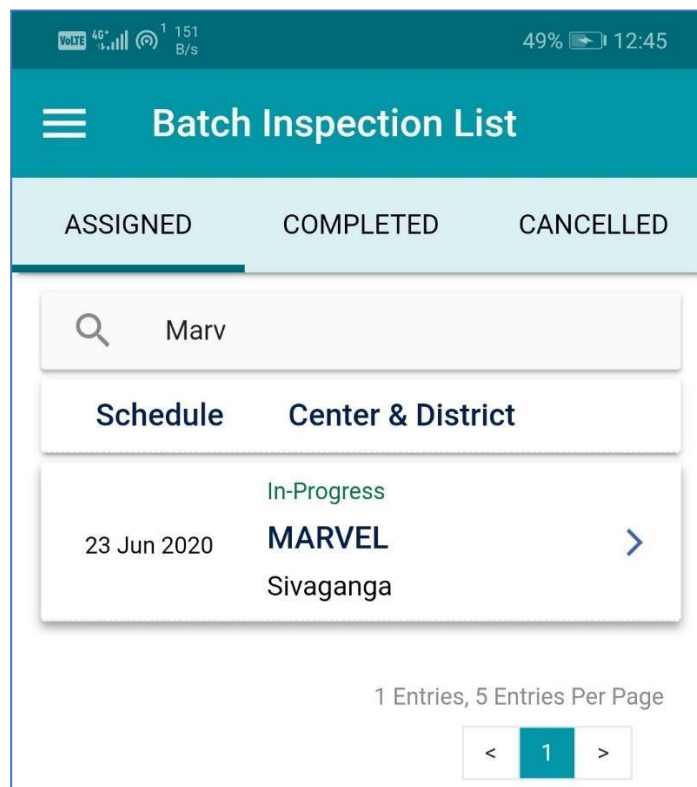 VoLTE 4G+ 1 151 B/s 49% 12:45
Batch Inspection List
ASSIGNED COMPLETED CANCELLED
Marv
Schedule Center & District
In-Progress
23 Jun 2020 MARVEL
Sivaganga
1 Entries, 5 Entries Per Page
< 1 >